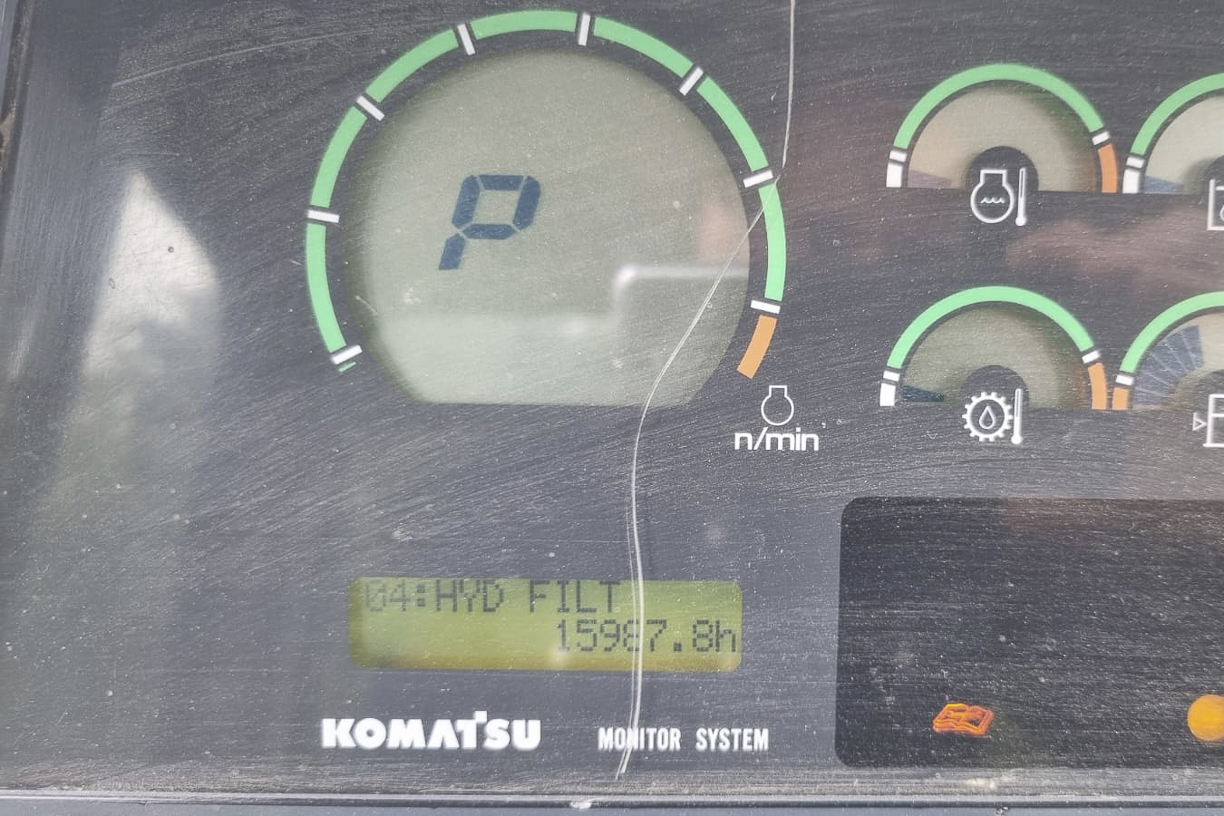 P
n/min
04:HYD FILT
15987.8h
KOMATSU
MONITOR SYSTEM